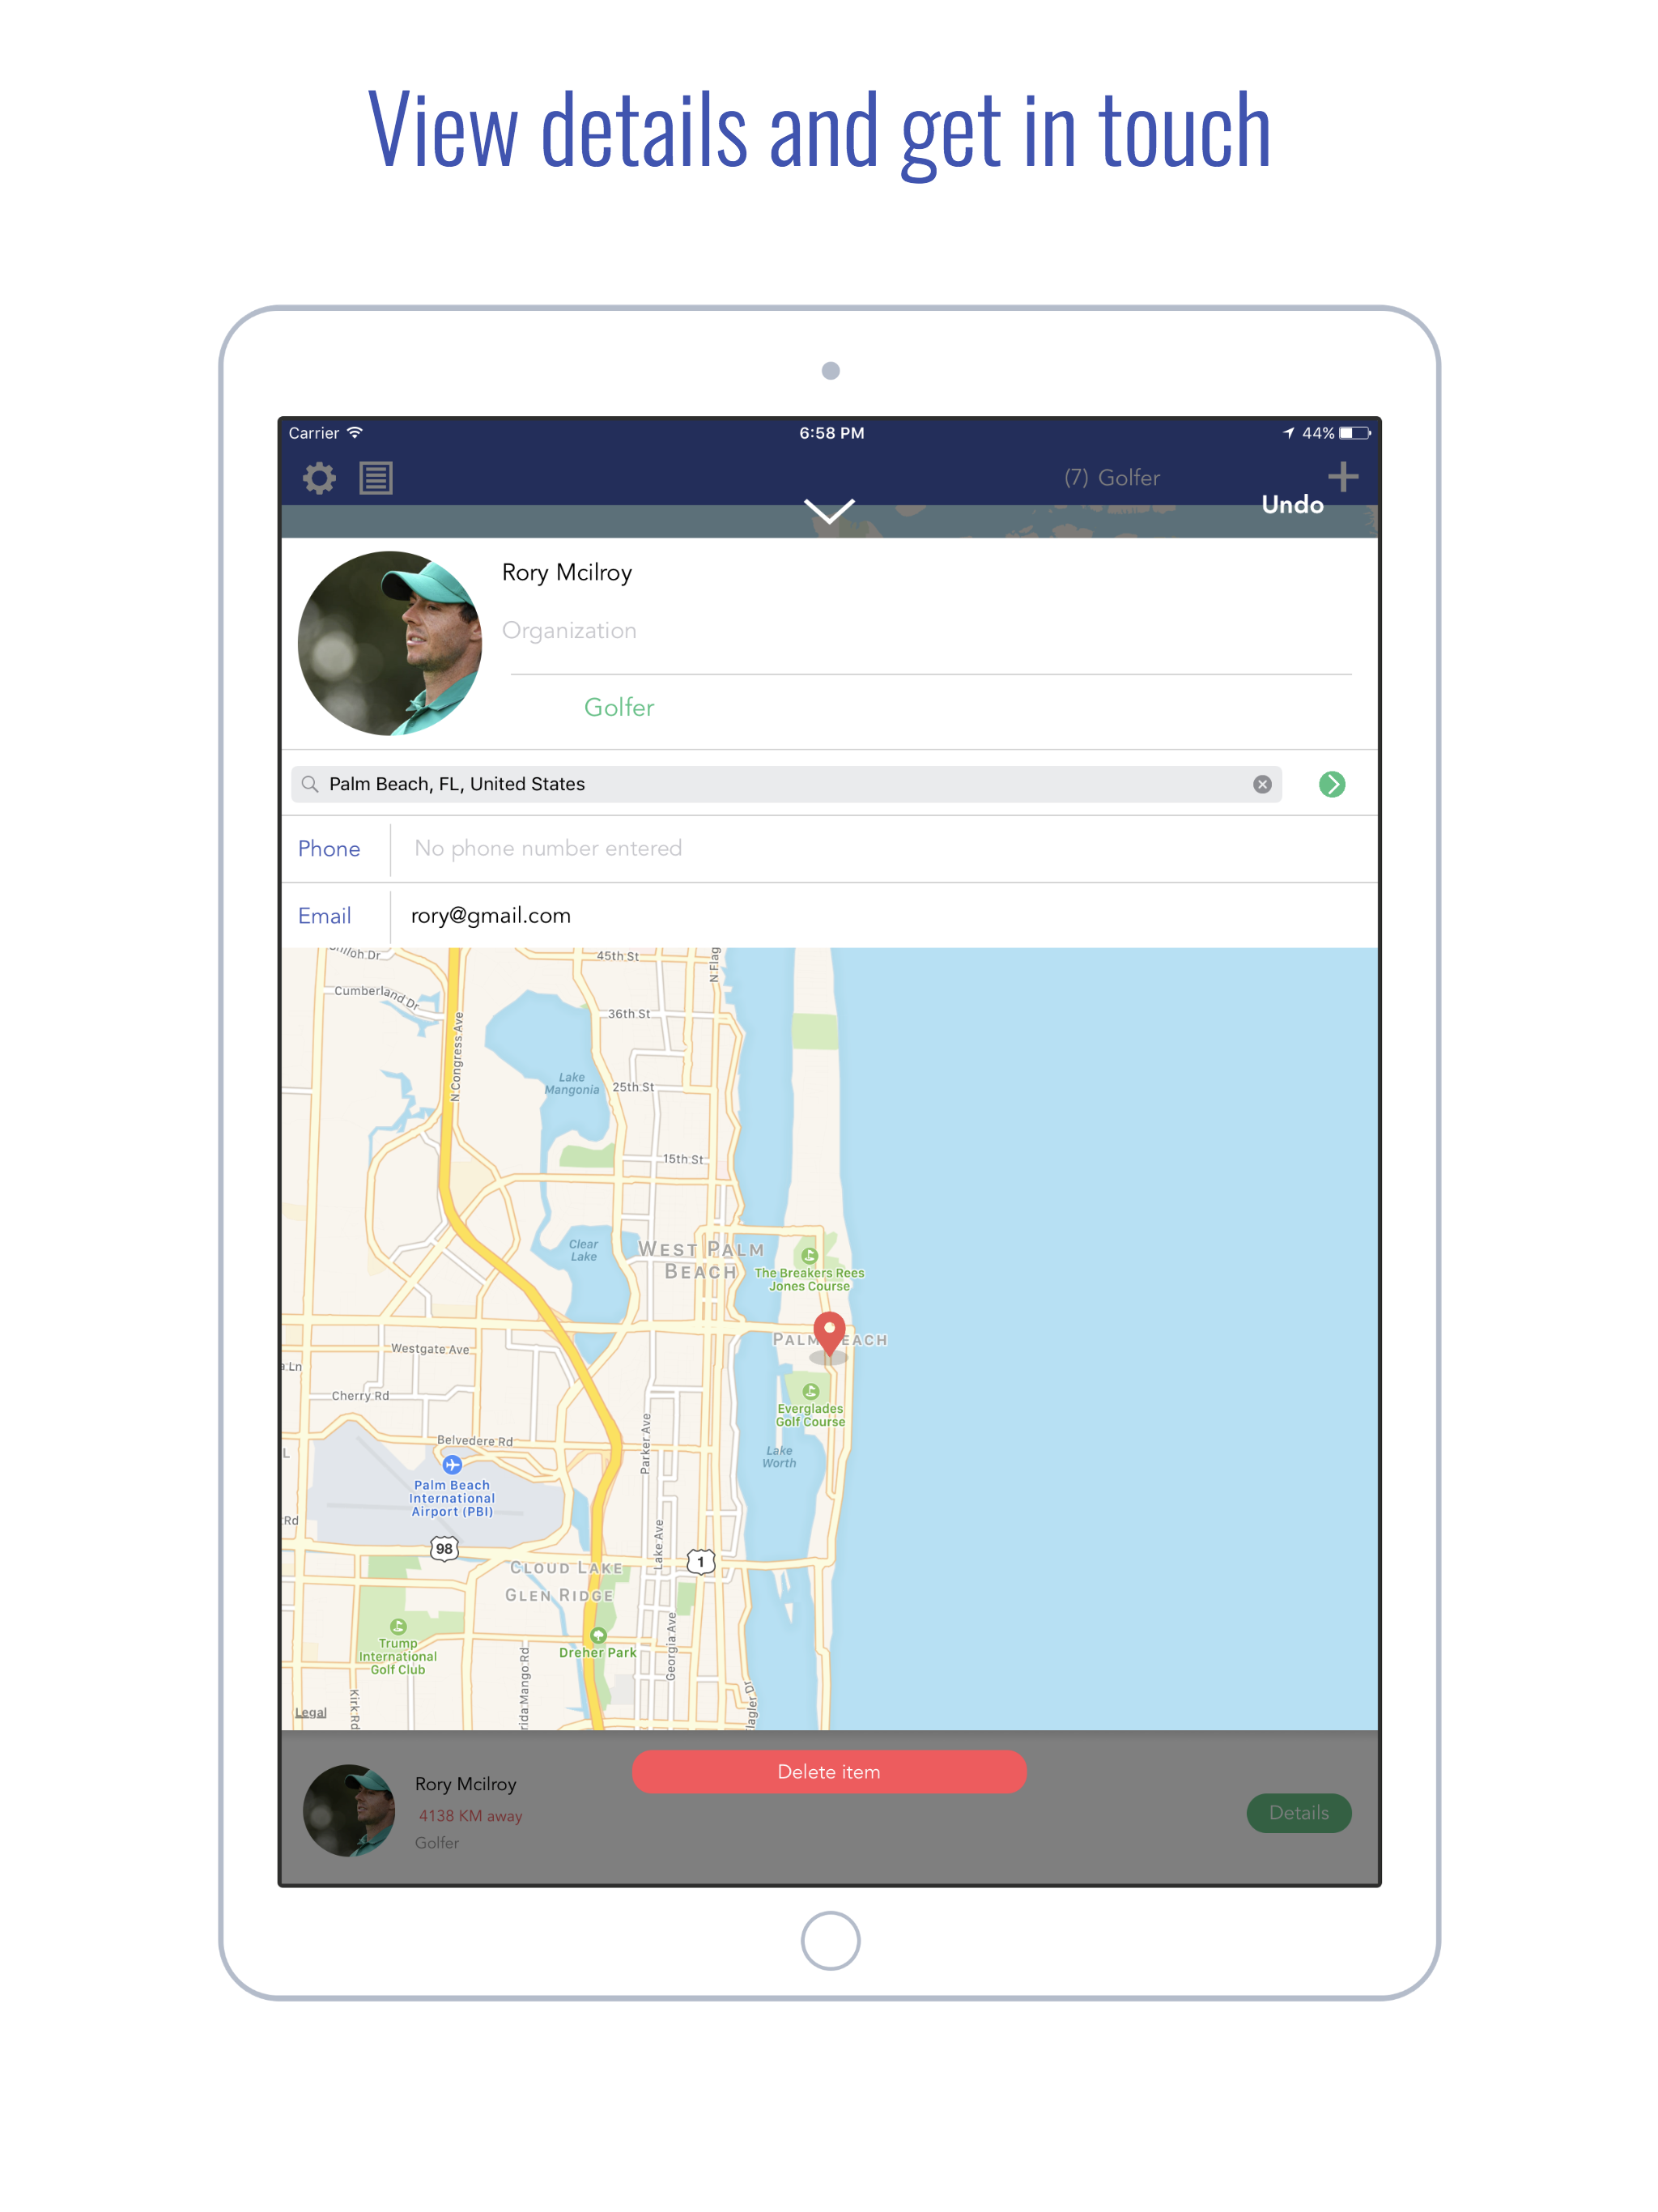 View details and get in touch
Carrier
6:58 PM
44%
(7) Golfer
Undo
Rory Mcilroy
Organization
Golfer
Palm Beach, FL, United States
Phone
No phone number entered
Email
rory@gmail.com
Shiloh Dr
45th St
N Flag
Cumberland Dr
36th St
N Congress Ave
Lake
Mangonia
25th St
15th St
Clear
Lake
WEST PALM
BEACH
The Breakers Rees
Jones Course
PALM EACH
Westgate Ave
a Ln
Cherry Rd
Everglades
Golf Course
Parker Ave
Belvedere Rd
L
Lake
Worth
Palm Beach
International
Airport (PBI)
Rd
98
Lake Ave
1
CLOUD LAKE
GLEN RIDGE
Georgia Ave
Trump
International
Golf Club
Dreher Park
rida Mango Rd
Kirk Rd
lagler Dr
Legal
Delete item
Rory Mcilroy
4138 KM away
Golfer
Details